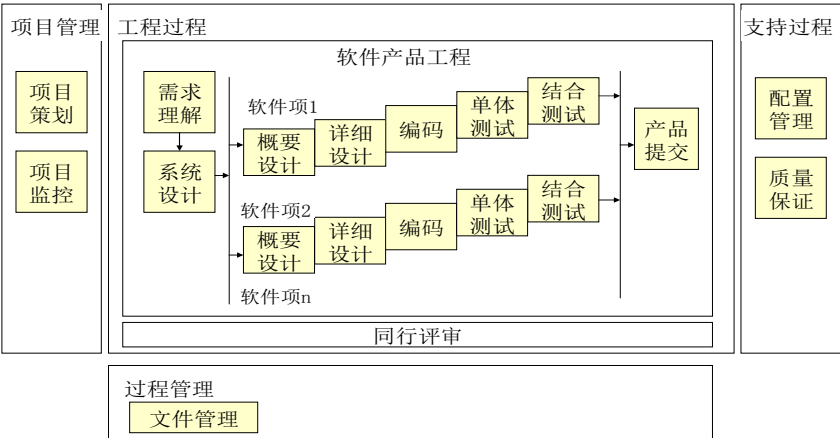 项目管理
项目
策划
项目
监控
工程过程
软件产品工程
需求
理解
系统
设计
软件项1
概要
设计
详细
设计
编码
单体
测试
结合
测试
软件项2
概要
设计
详细
设计
编码
单体
测试
结合
测试
软件项n
产品
提交
同行评审
支持过程
配置
管理
质量
保证
过程管理
文件管理